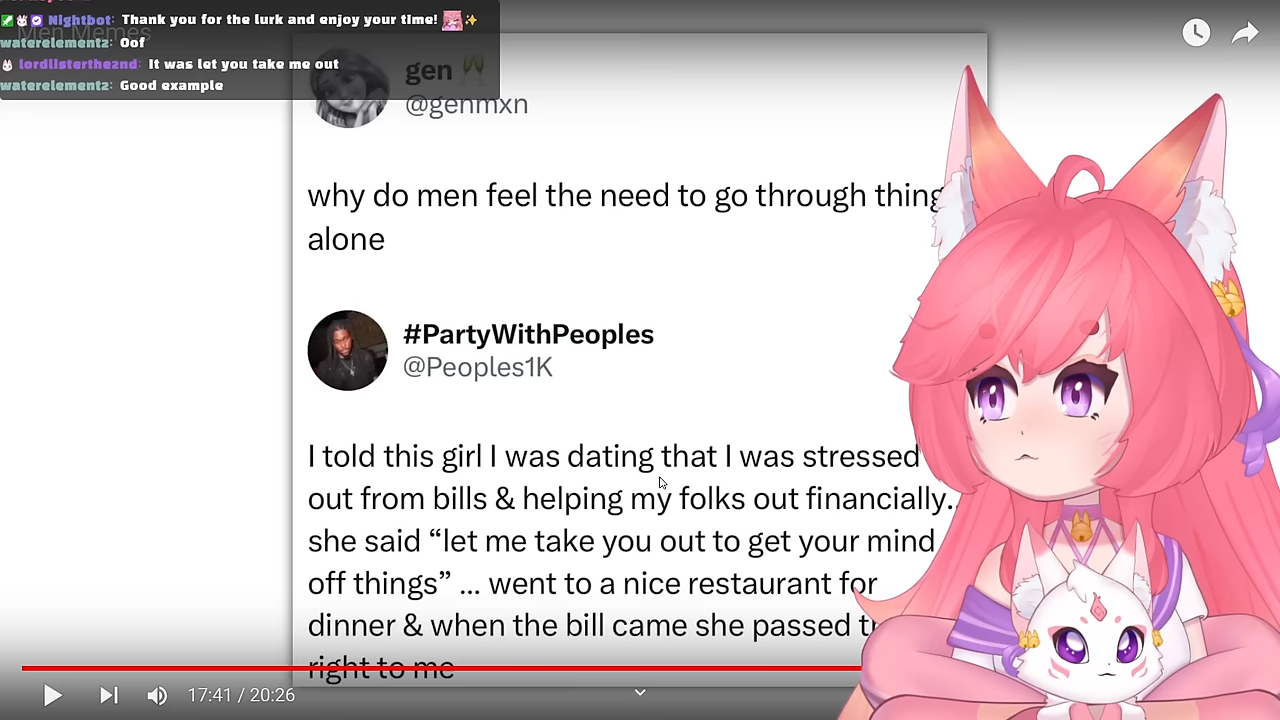 Nightbot: Thank you for the lurk and enjoy your time!
Men Memes
waterelement2: Oof
lordlisterthe2nd: It was let you take me out
waterelement2: Good example
gen
@genmxn
why do men feel the need to go through thing
alone
#PartyWithPeoples
@Peoples1K
I told this girl I was dating that I was stressed
out from bills & helping my folks out financially..
she said “let me take you out to get your mind
off things” ... went to a nice restaurant for
dinner & when the bill came she passed
right to me
17:41 / 20:26